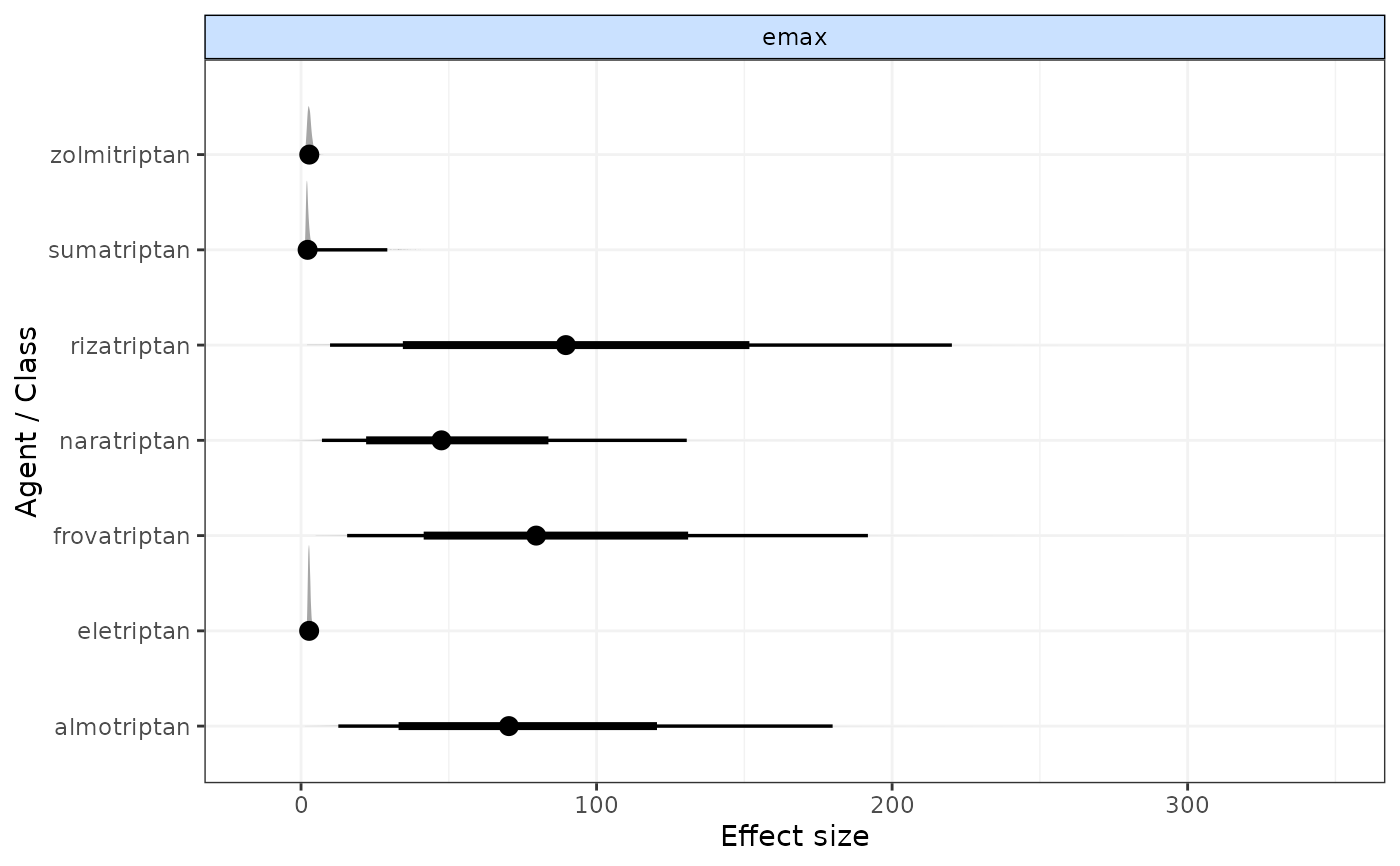 emax
zolmitriptan
sumatriptan
rizatriptan
naratriptan
frovatriptan
eletriptan
almotriptan
Agent / Class
0 100 200 300
Effect size